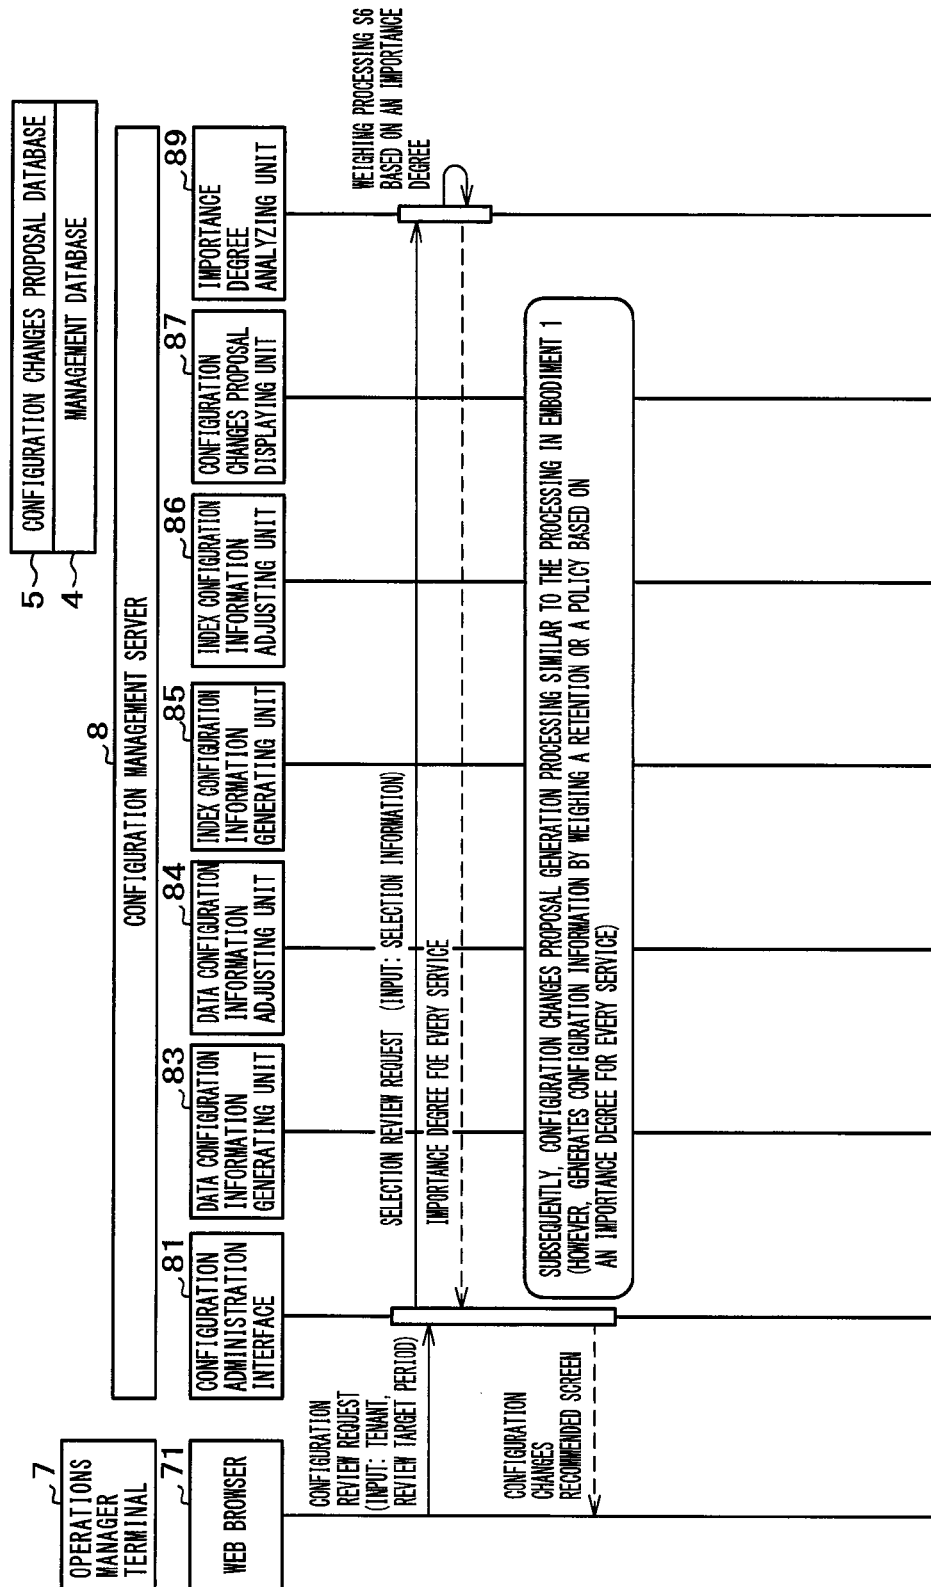 5
CONFIGURATION CHANGES PROPOSAL DATABASE
4
MANAGEMENT DATABASE
7
OPERATIONS
MANAGER
TERMINAL
8
CONFIGURATION MANAGEMENT SERVER
71
WEB BROWSER
81
CONFIGURATION
ADMINISTRATION
INTERFACE
83
DATA CONFIGURATION
INFORMATION
GENERATING UNIT
84
DATA CONFIGURATION
INFORMATION
ADJUSTING UNIT
85
INDEX CONFIGURATION
INFORMATION
GENERATING UNIT
86
INDEX CONFIGURATION
INFORMATION
ADJUSTING UNIT
87
CONFIGURATION
CHANGES PROPOSAL
DISPLAYING UNIT
89
IMPORTANCE
DEGREE
ANALYZING UNIT
CONFIGURATION
REVIEW REQUEST
(INPUT: TENANT,
REVIEW TARGET PERIOD)
SELECTION REVIEW REQUEST (INPUT: SELECTION INFORMATION)
WEIGHING PROCESSING S6
BASED ON AN IMPORTANCE
DEGREE
IMPORTANCE DEGREE FOE EVERY SERVICE
SUBSEQUENTLY, CONFIGURATION CHANGES PROPOSAL GENERATION PROCESSING SIMILAR TO THE PROCESSING IN EMBODIMENT 1
(HOWEVER, GENERATES CONFIGURATION INFORMATION BY WEIGHING A RETENTION OR A POLICY BASED ON
AN IMPORTANCE DEGREE FOR EVERY SERVICE)
CONFIGURATION
CHANGES
RECOMMENDED SCREEN